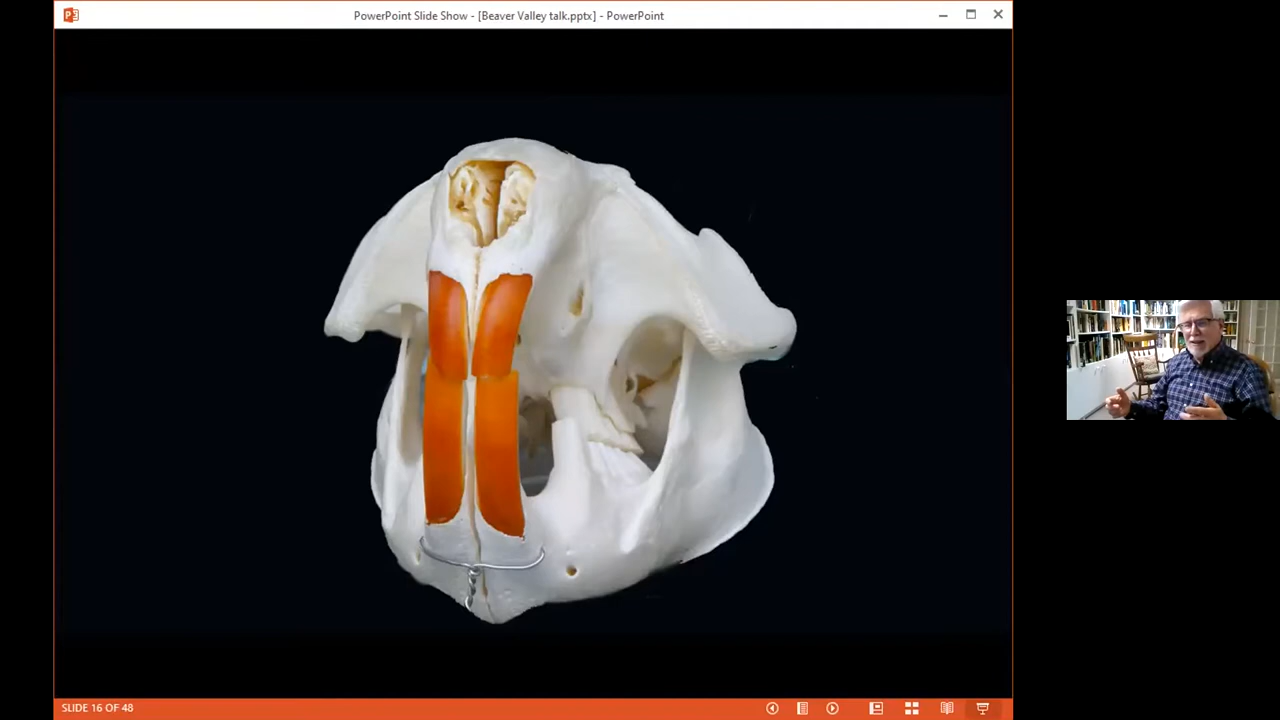 PowerPoint Slide Show - [Beaver Valley talk.pptx] - PowerPoint
SLIDE 16 OF 48